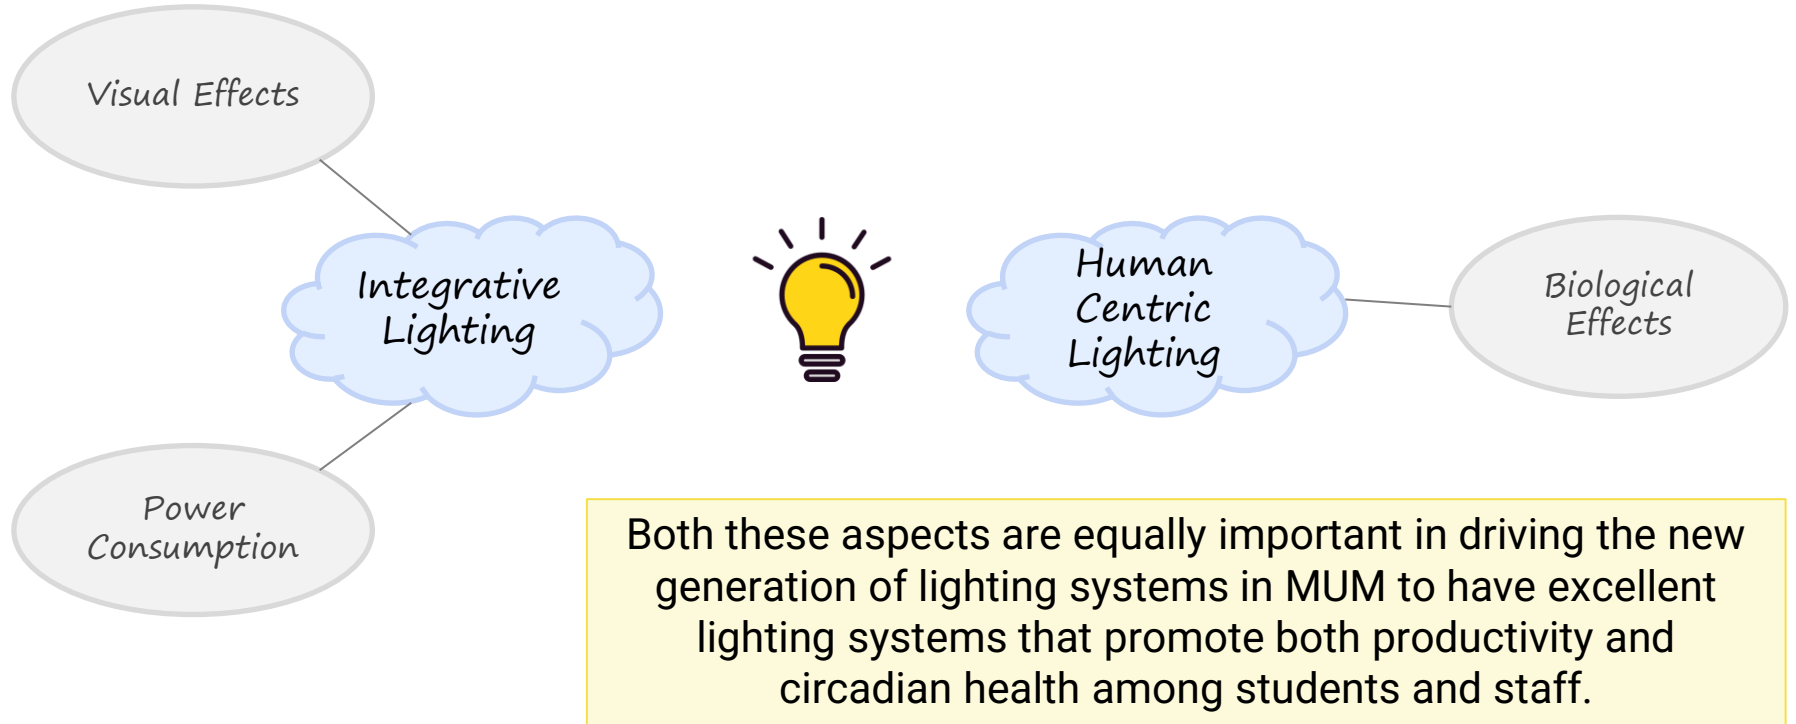 Visual Effects
Integrative
Lighting
Power
Consumption
Human
Centric
Lighting
Biological
Effects
Both these aspects are equally important in driving the new
generation of lighting systems in MUM to have excellent
lighting systems that promote both productivity and
circadian health among students and staff.